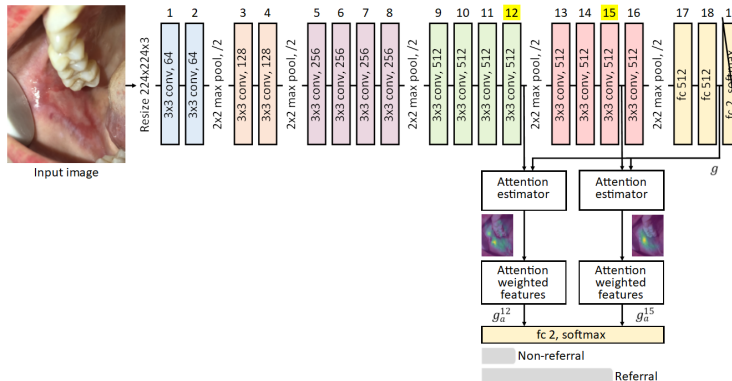 1 2 3 4 5 6 7 8 9 10 11 12 13 14 15 16 17 18
Resize 224x224x3
3x3 conv, 64
3x3 conv, 64
2x2 max pool, /2
3x3 conv, 128
3x3 conv, 128
2x2 max pool, /2
3x3 conv, 256
3x3 conv, 256
3x3 conv, 256
3x3 conv, 256
2x2 max pool, /2
3x3 conv, 512
3x3 conv, 512
3x3 conv, 512
3x3 conv, 512
2x2 max pool, /2
3x3 conv, 512
3x3 conv, 512
3x3 conv, 512
3x3 conv, 512
2x2 max pool, /2
fc 512
fc 512
fc 2, softmax
Input image
g
Attention
estimator
Attention
estimator
Attention
weighted
features
Attention
weighted
features
g_a^12
g_a^15
fc 2, softmax
Non-referral
Referral